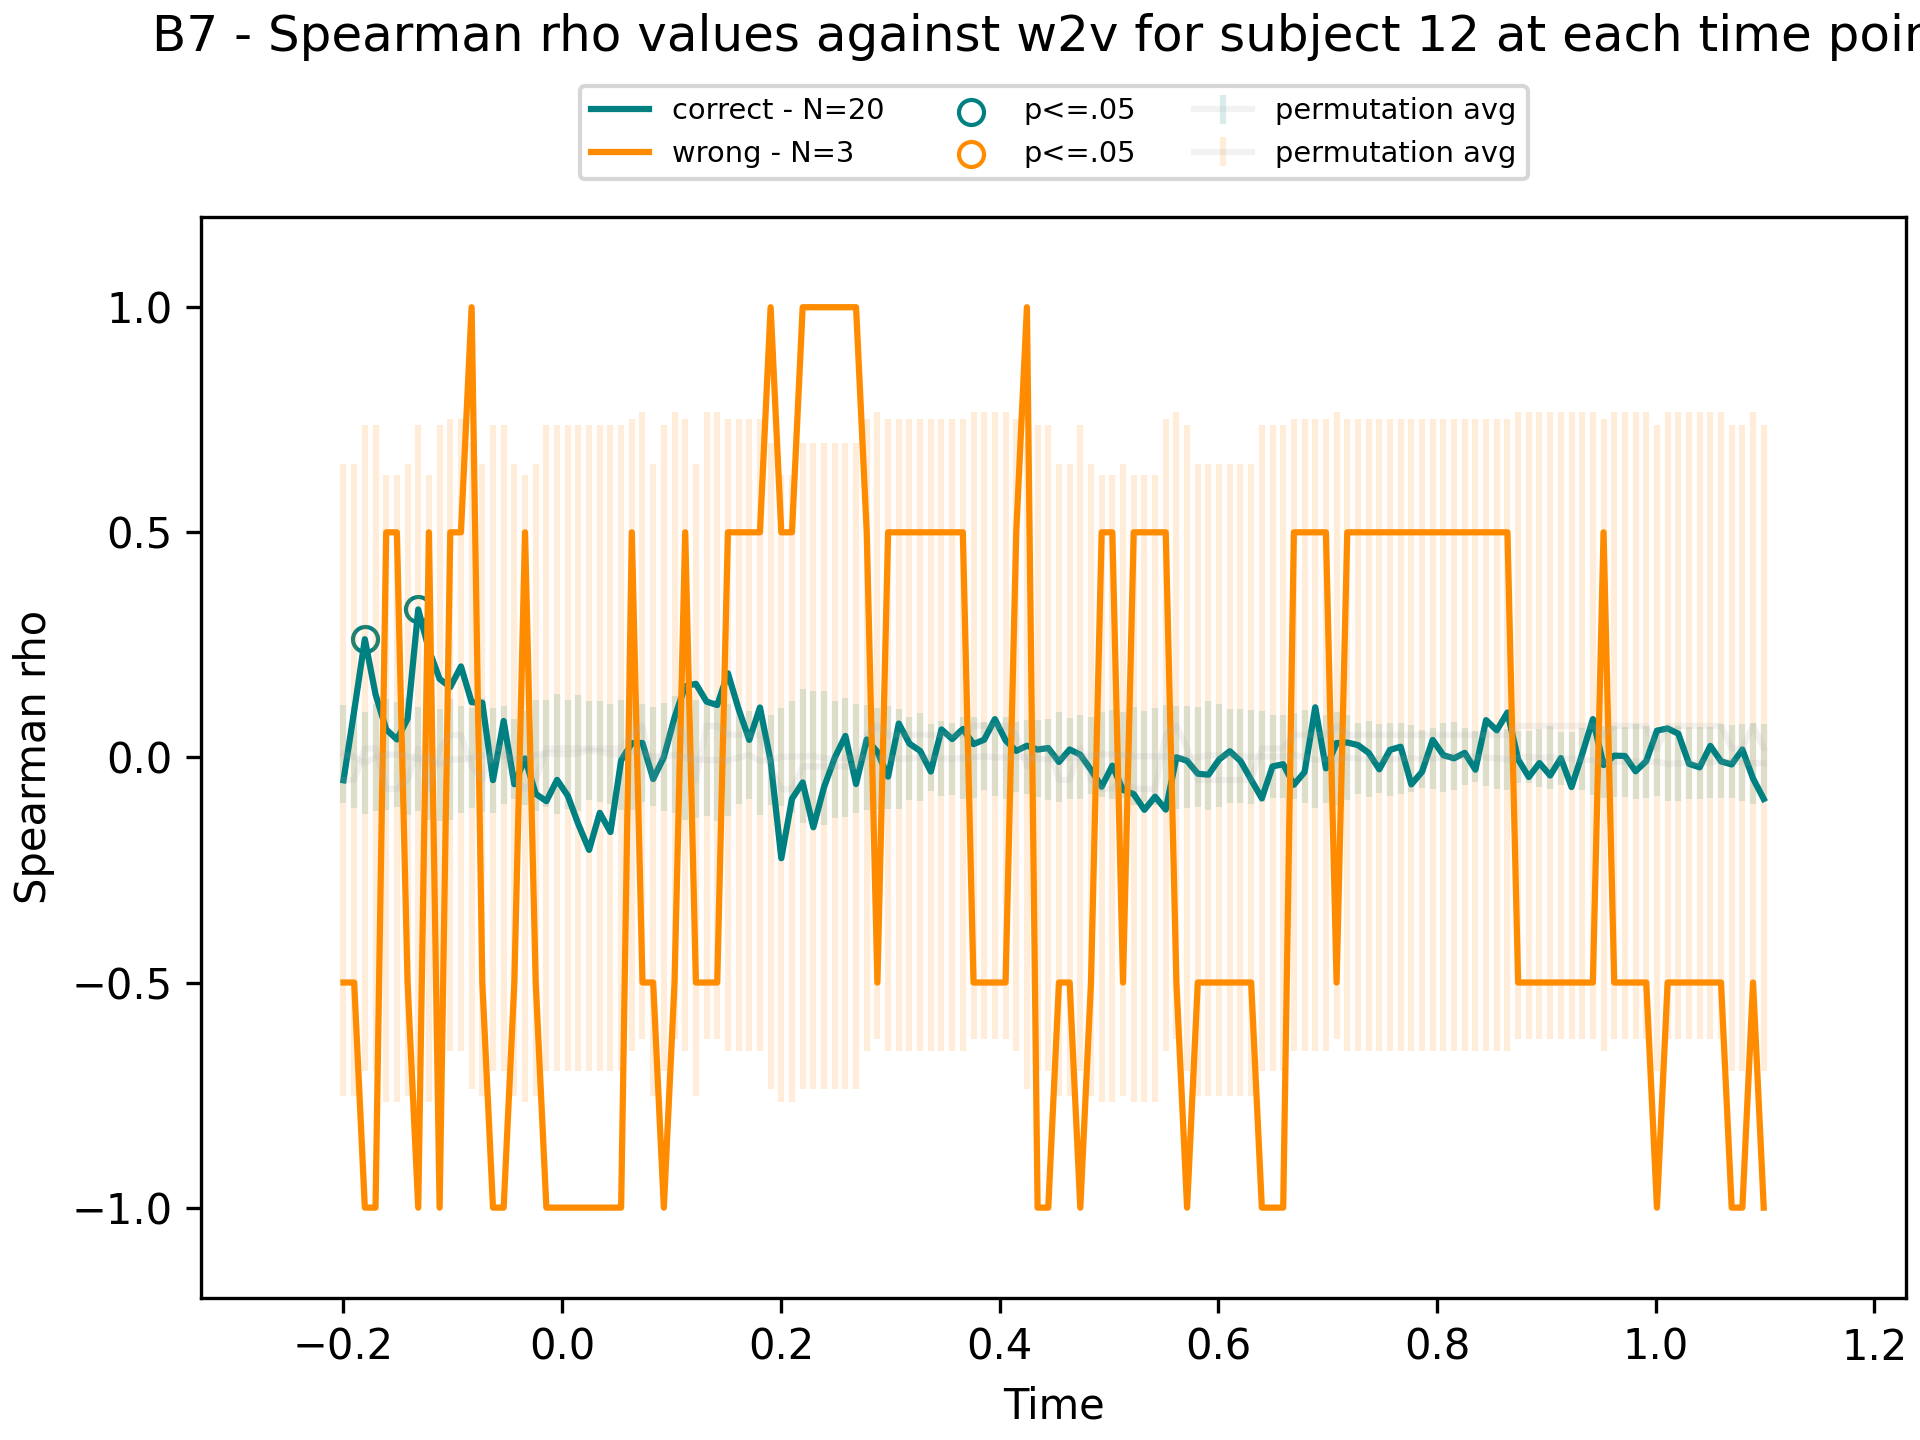 B7 - Spearman rho values against w2v for subject 12 at each time
correct - N=20 p<=.05 permutation avg
wrong - N=3 p<=.05 permutation avg
1.0
0.5
0.0
−0.5
−1.0
Spearman rho
−0.2 0.0 0.2 0.4 0.6 0.8 1.0 1.2
Time